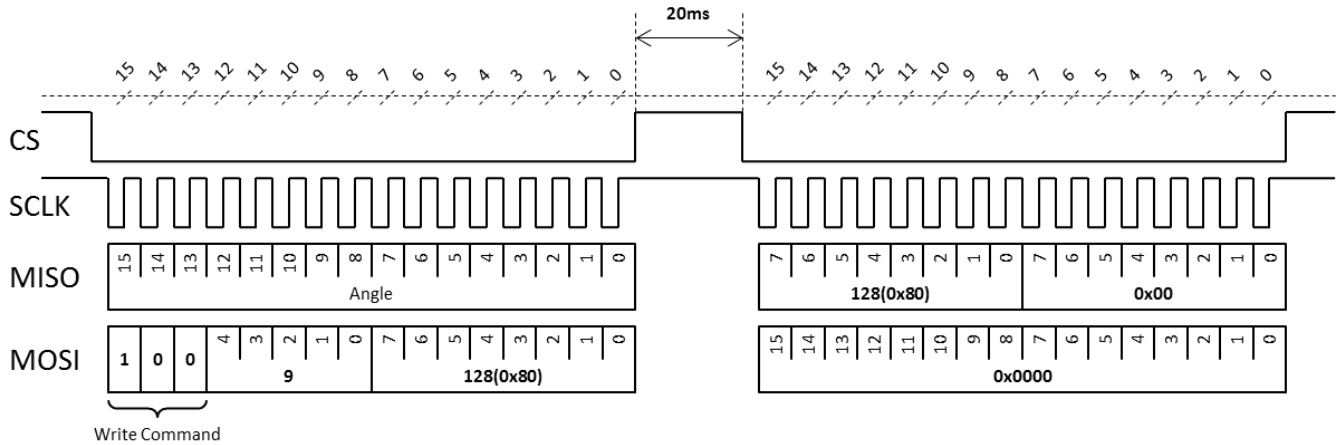 20ms
15 14 13 12 11 10 9 8 7 6 5 4 3 2 1 0 15 14 13 12 11 10 9 8 7 6 5 4 3 2 1 0
CS
SCLK
MISO 15 14 13 12 11 10 9 8 7 6 5 4 3 2 1 0 7 6 5 4 3 2 1 0 7 6 5 4 3 2 1 0
Angle 128(0x80) 0x00
MOSI 1 0 0 4 3 2 1 0 7 6 5 4 3 2 1 0 15 14 13 12 11 10 9 8 7 6 5 4 3 2 1 0
9 128(0x80) 0x0000
Write Command